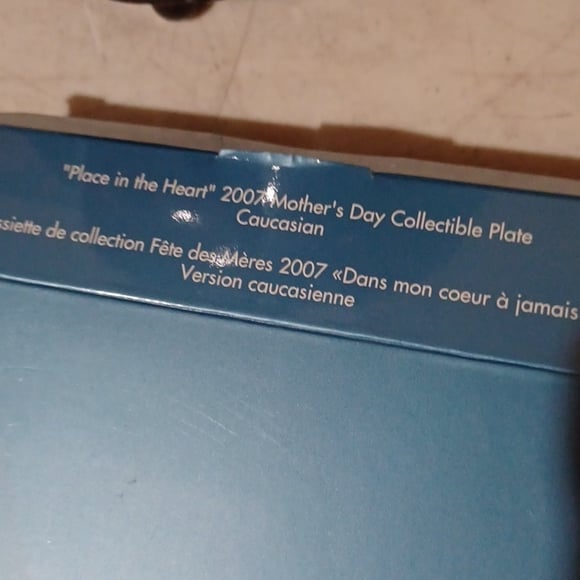 "Place in the Heart" 2007 Mother's Day Collectible Plate
Caucasian
de collection Fête des Mères 2007 «Dans mon coeur à jamais
Version caucasienne